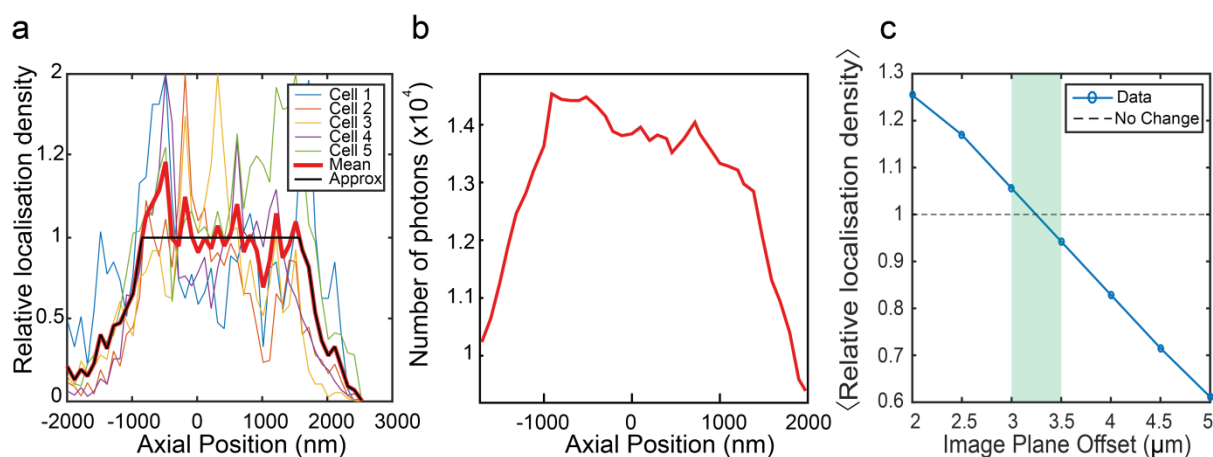 a
Relative localisation density
2
1.2
1
0.5
0
-2000
-1000
0
1000
2000
3000
Axial Position (nm)
Cell 1
Cell 2
Cell 3
Cell 4
Cell 5
Mean
Approx
b
Number of photons (x10⁴)
1.4
1.3
1.2
1.1
1
-1000
0
1000
2000
Axial Position (nm)
c
⟨Relative localisation density⟩
1.3
1.2
1.1
1
0.9
0.8
0.7
0.6
2
2.5
3
3.5
4
4.5
5
Image Plane Offset (μm)
Data
No Change